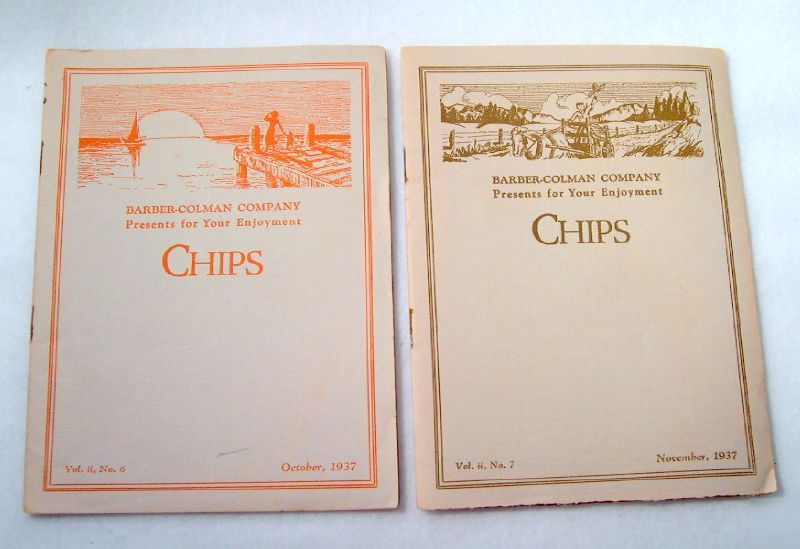 BARBER-COLMAN COMPANY
Presents for Your Enjoyment
CHIPS
Vol. ii, No. 6
October, 1937
BARBER-COLMAN COMPANY
Presents for Your Enjoyment
CHIPS
Vol. ii, No. 7
November, 1937